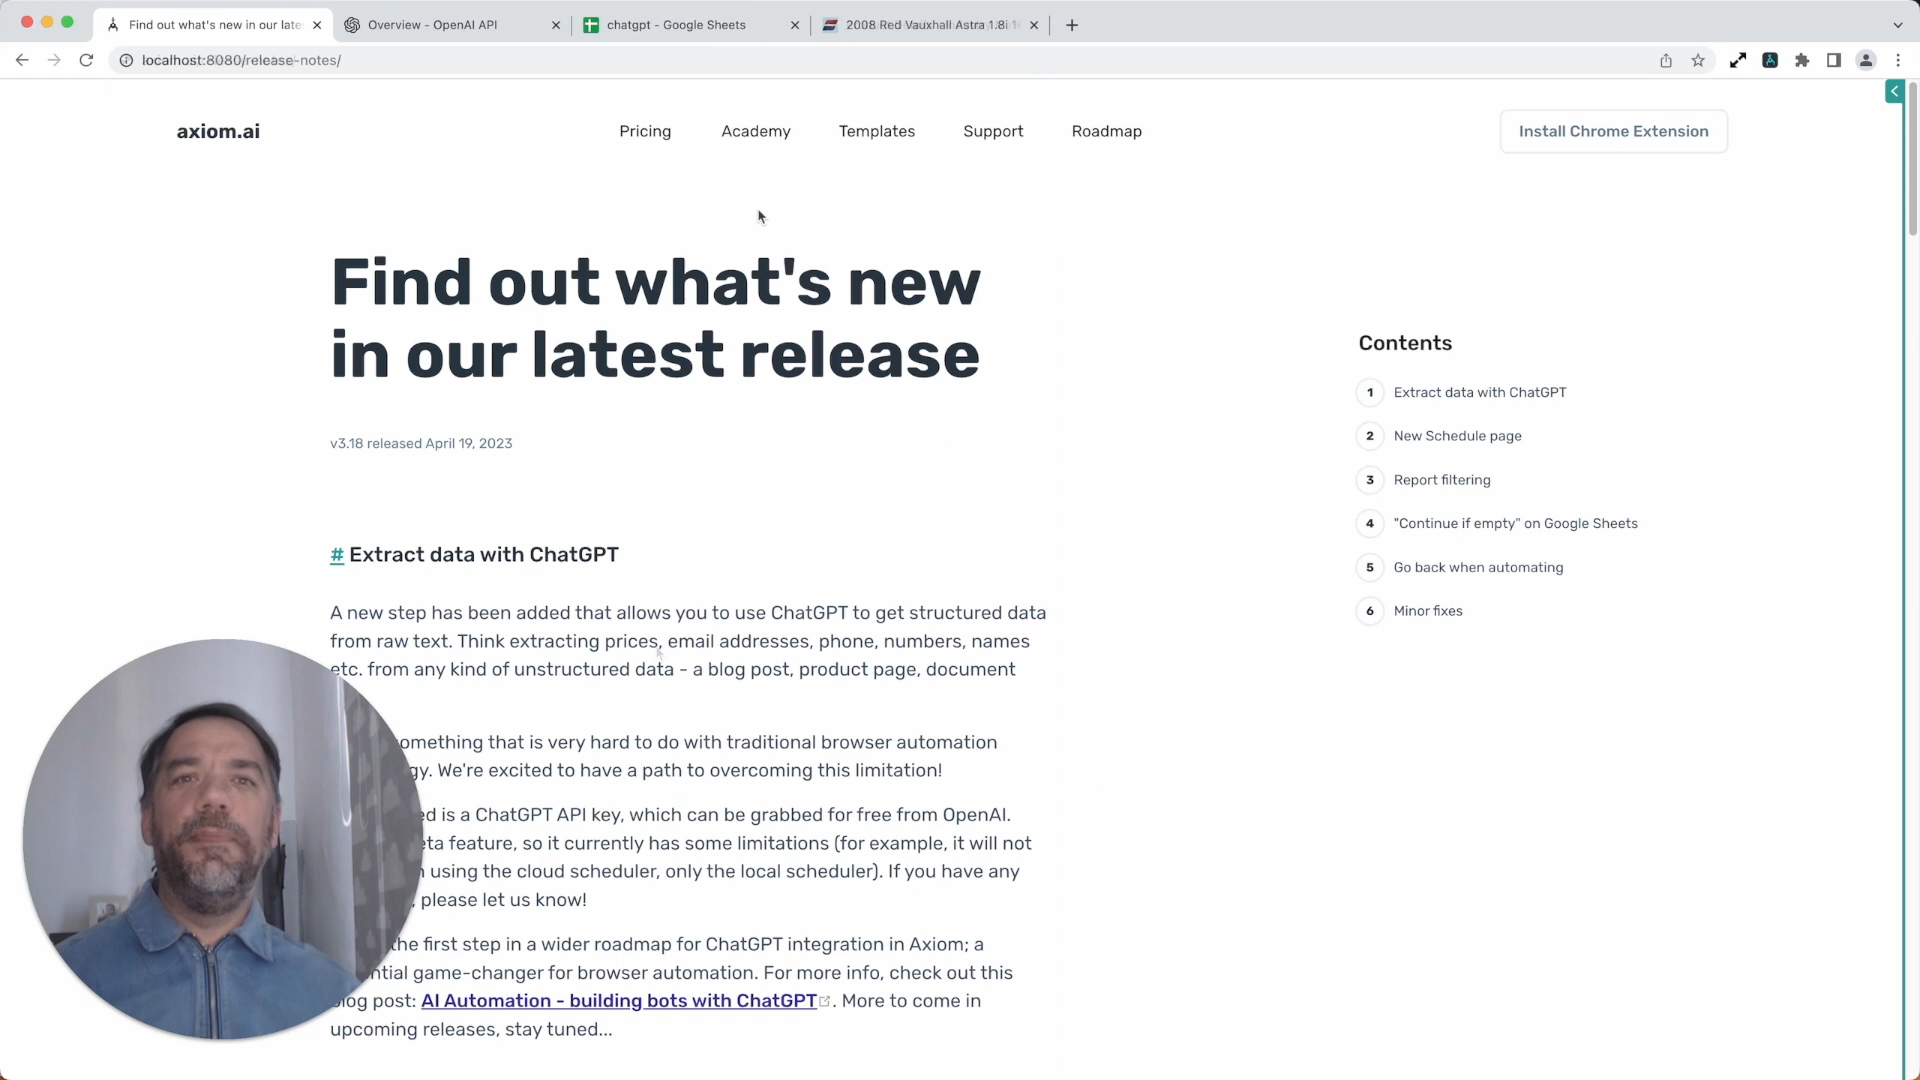 Find out what's new in our late
Overview - OpenAI API
chatgpt - Google Sheets
2008 Red Vauxhall Astra 1.8i
localhost:8080/release-notes/
axiom.ai
Pricing
Academy
Templates
Support
Roadmap
Install Chrome Extension
Find out what's new
in our latest release
v3.18 released April 19, 2023
# Extract data with ChatGPT
A new step has been added that allows you to use ChatGPT to get structured data
from raw text. Think extracting prices, email addresses, phone, numbers, names
etc. from any kind of unstructured data - a blog post, product page, document
omething that is very hard to do with traditional browser automation
gy. We're excited to have a path to overcoming this limitation!
ed is a ChatGPT API key, which can be grabbed for free from OpenAI.
eta feature, so it currently has some limitations (for example, it will not
using the cloud scheduler, only the local scheduler). If you have any
, please let us know!
the first step in a wider roadmap for ChatGPT integration in Axiom; a
ntial game-changer for browser automation. For more info, check out this
log post: AI Automation - building bots with ChatGPT. More to come in
upcoming releases, stay tuned...
Contents
1 Extract data with ChatGPT
2 New Schedule page
3 Report filtering
4 "Continue if empty" on Google Sheets
5 Go back when automating
6 Minor fixes